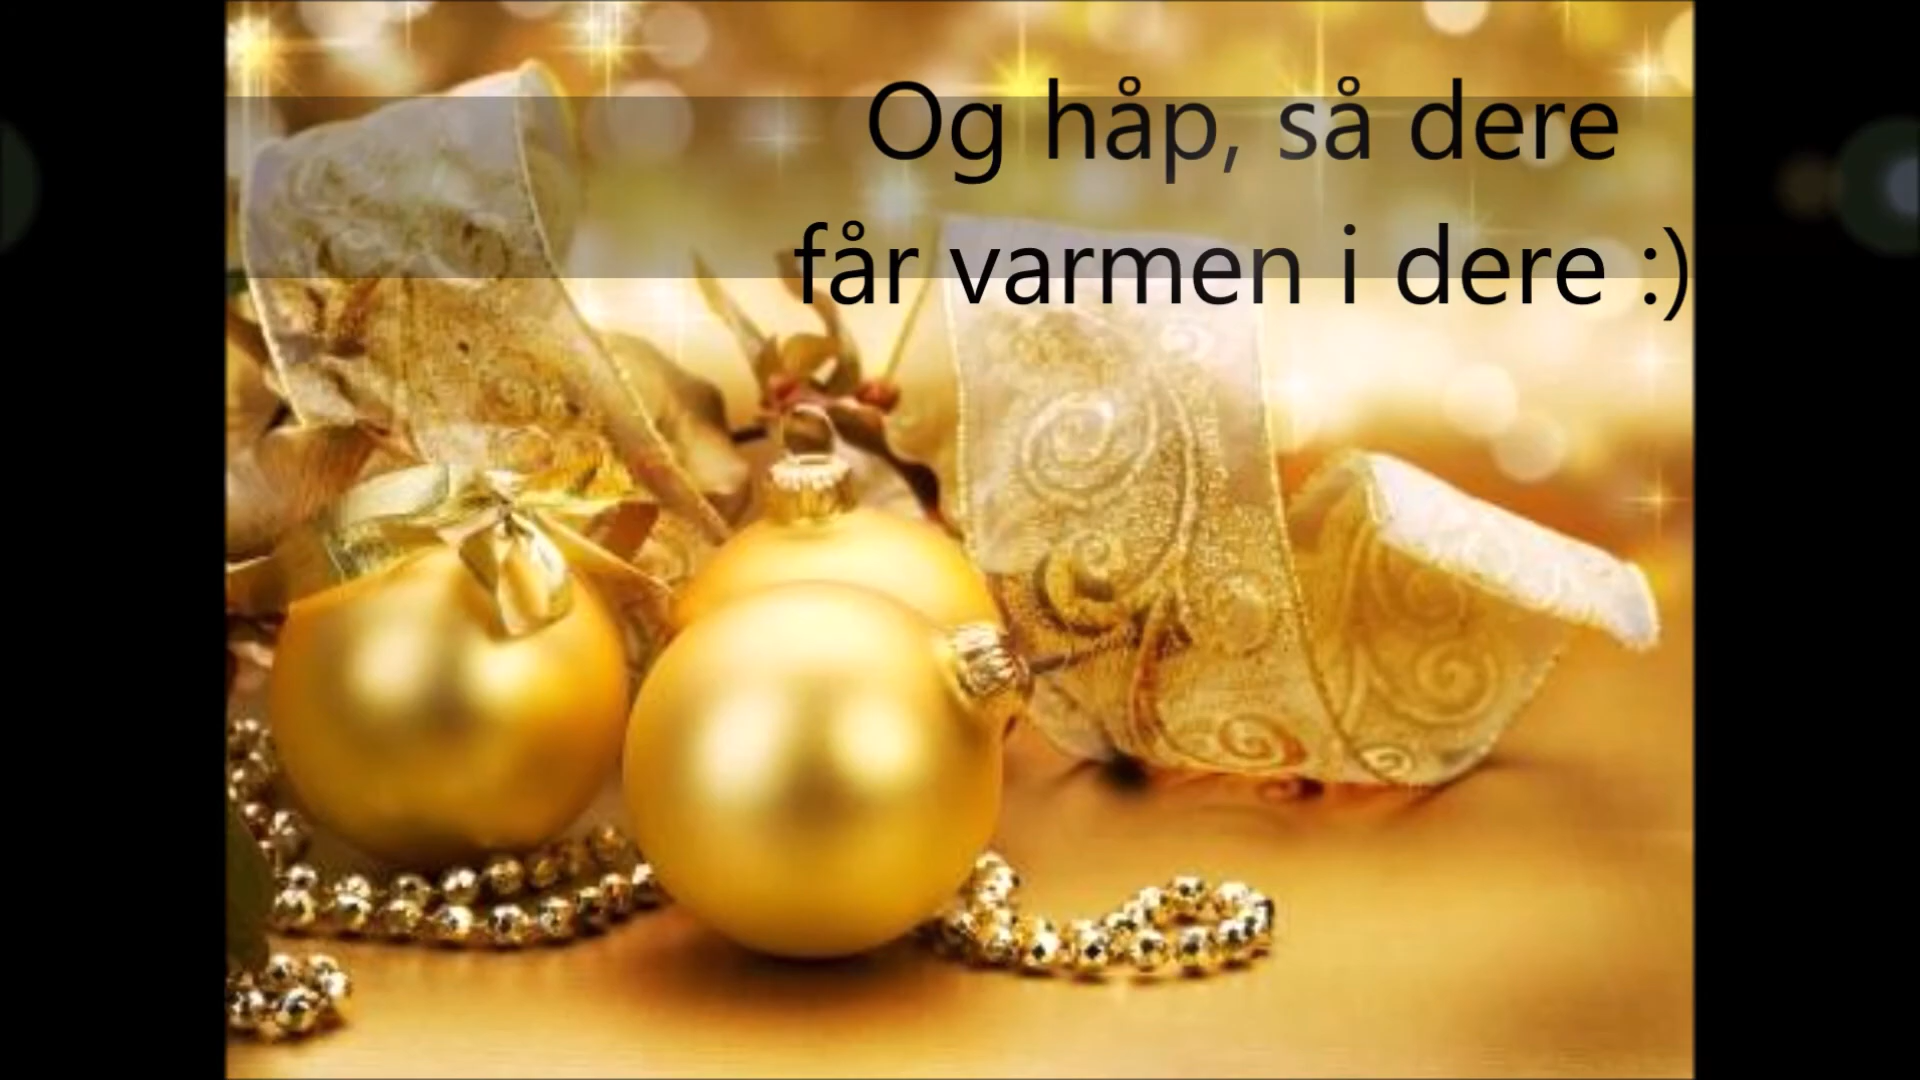 Og håp, så dere
får varmen i dere :)